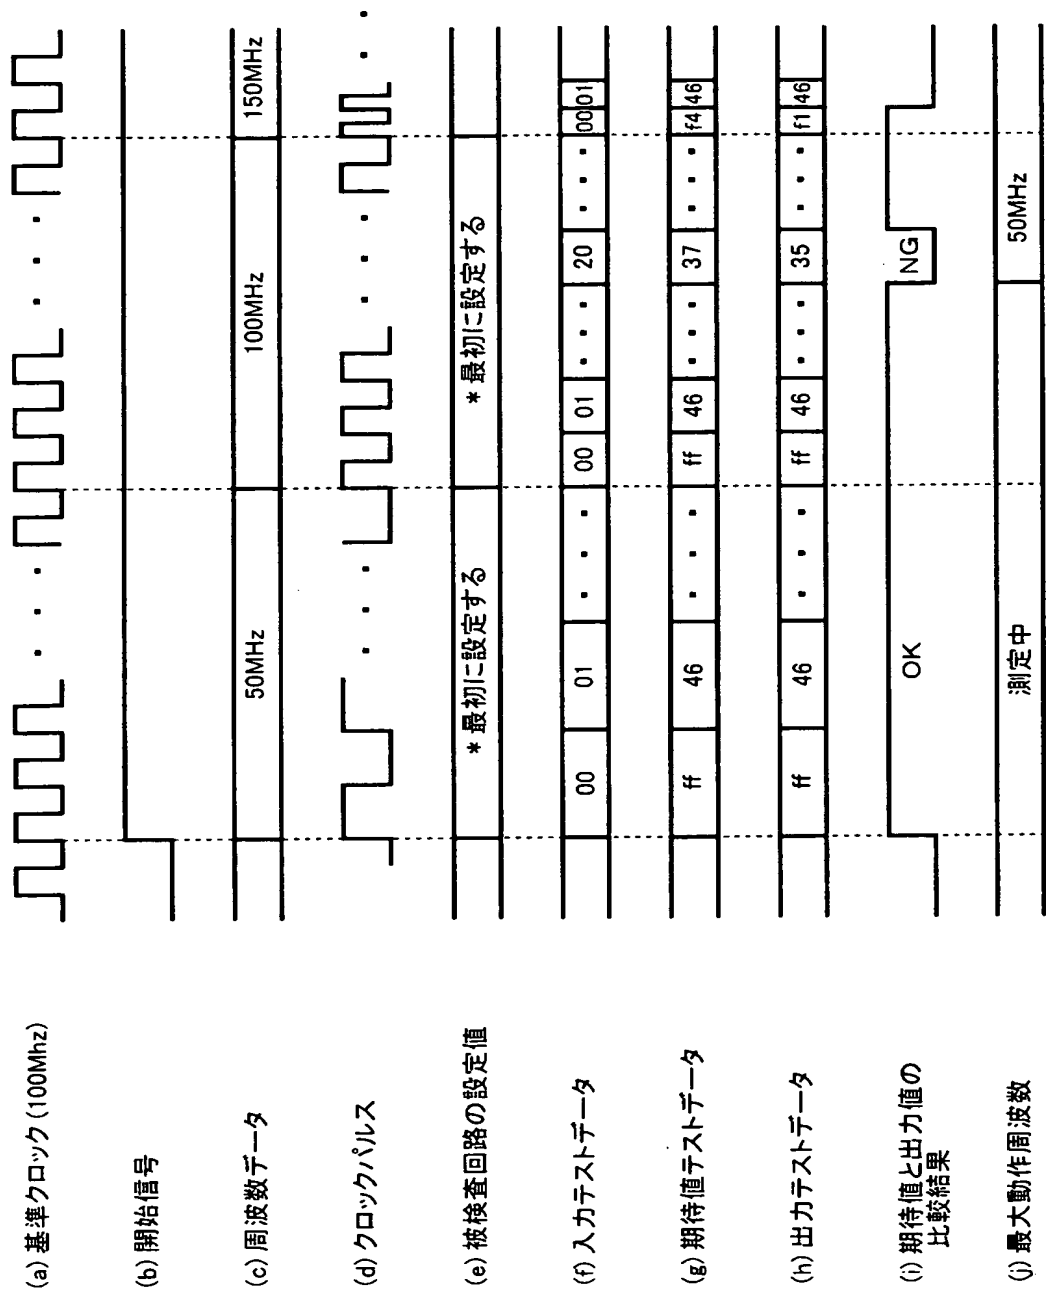 (a) 基準クロック (100Mhz)
(b) 開始信号
(c) 周波数データ
50MHz
100MHz
150MHz
(d) クロックパルス
(e) 被検査回路の設定値
*最初に設定する
*最初に設定する
(f) 入力テストデータ
00 01 00 01 20 00 01
(g) 期待値テストデータ
ff 46 ff 46 37 f4 46
(h) 出力テストデータ
ff 46 ff 46 35 f1 46
(i) 期待値と出力値の
比較結果
OK
NG
(j) 最大動作周波数
測定中
50MHz